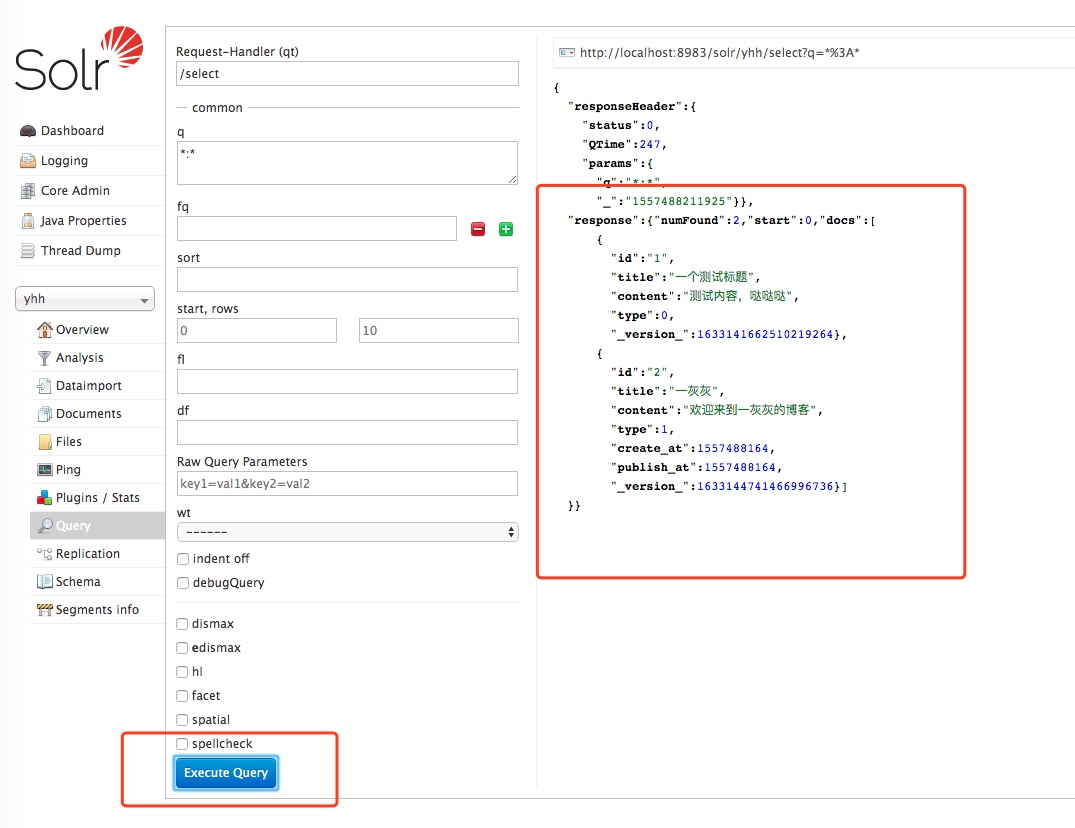 Solr
Dashboard
Logging
Core Admin
Java Properties
Thread Dump
yhh
Overview
Analysis
Dataimport
Documents
Files
Ping
Plugins / Stats
Query
Replication
Schema
Segments info
Request-Handler (qt)
/select
common
q
*:*
fq
sort
start, rows
0
10
fl
df
Raw Query Parameters
key1=val1&key2=val2
wt
------
indent off
debugQuery
dismax
edismax
hl
facet
spatial
spellcheck
Execute Query
http://localhost:8983/solr/yhh/select?q=*%3A*
{
"responseHeader":{
"status":0,
"QTime":247,
"params":{
"q":"*:*",
"_":"1557488211925"}},
"response":{"numFound":2,"start":0,"docs":[
{
"id":"1",
"title":"一个测试标题",
"content":"测试内容，哒哒哒",
"type":0,
"_version_":1633141662510219264},
{
"id":"2",
"title":"一灰灰",
"content":"欢迎来到一灰灰的博客",
"type":1,
"create_at":1557488164,
"publish_at":1557488164,
"_version_":1633144741466996736}]
}}